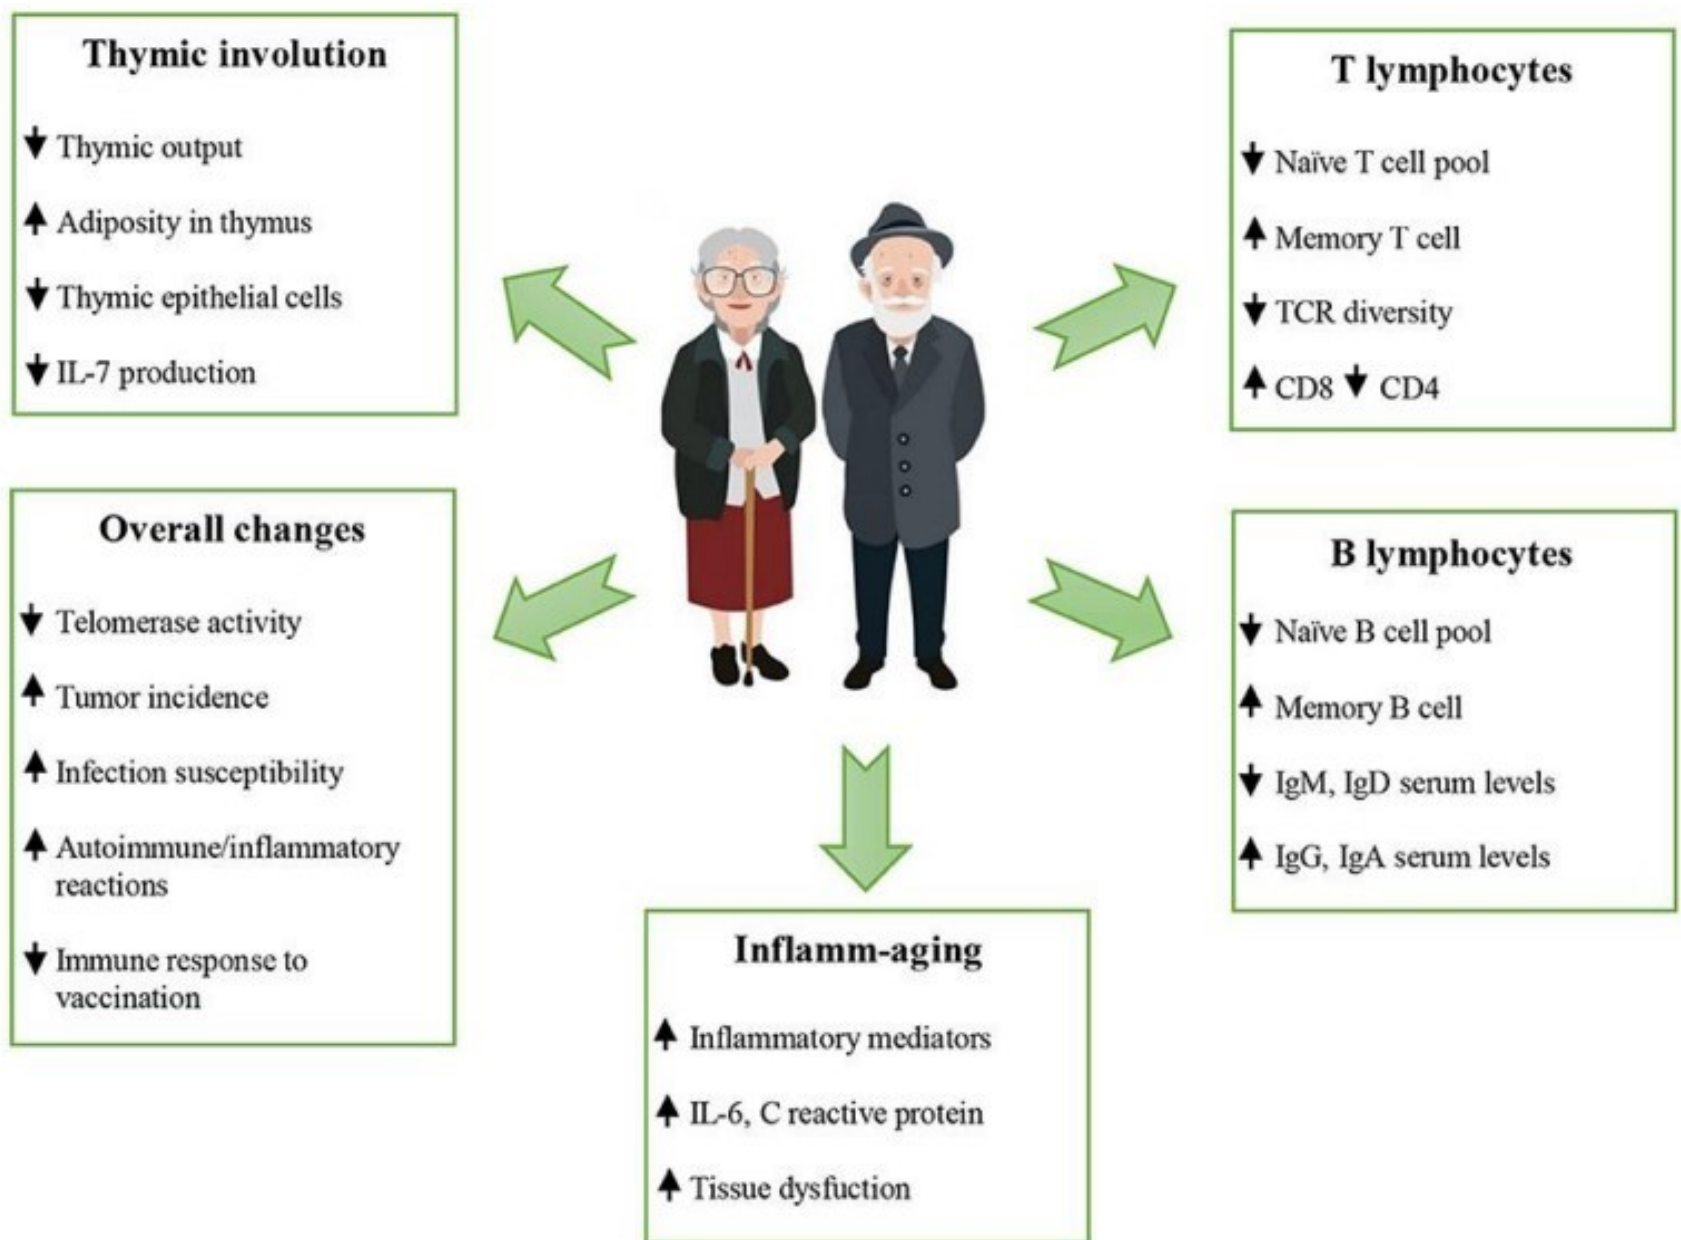 Thymic involution
Thymic output
Adiposity in thymus
Thymic epithelial cells
IL-7 production
T lymphocytes
Naïve T cell pool
Memory T cell
TCR diversity
CD8 CD4
Overall changes
Telomerase activity
Tumor incidence
Infection susceptibility
Autoimmune/inflammatory
reactions
Immune response to
vaccination
B lymphocytes
Naïve B cell pool
Memory B cell
IgM, IgD serum levels
IgG, IgA serum levels
Inflamm-aging
Inflammatory mediators
IL-6, C reactive protein
Tissue dysfuction